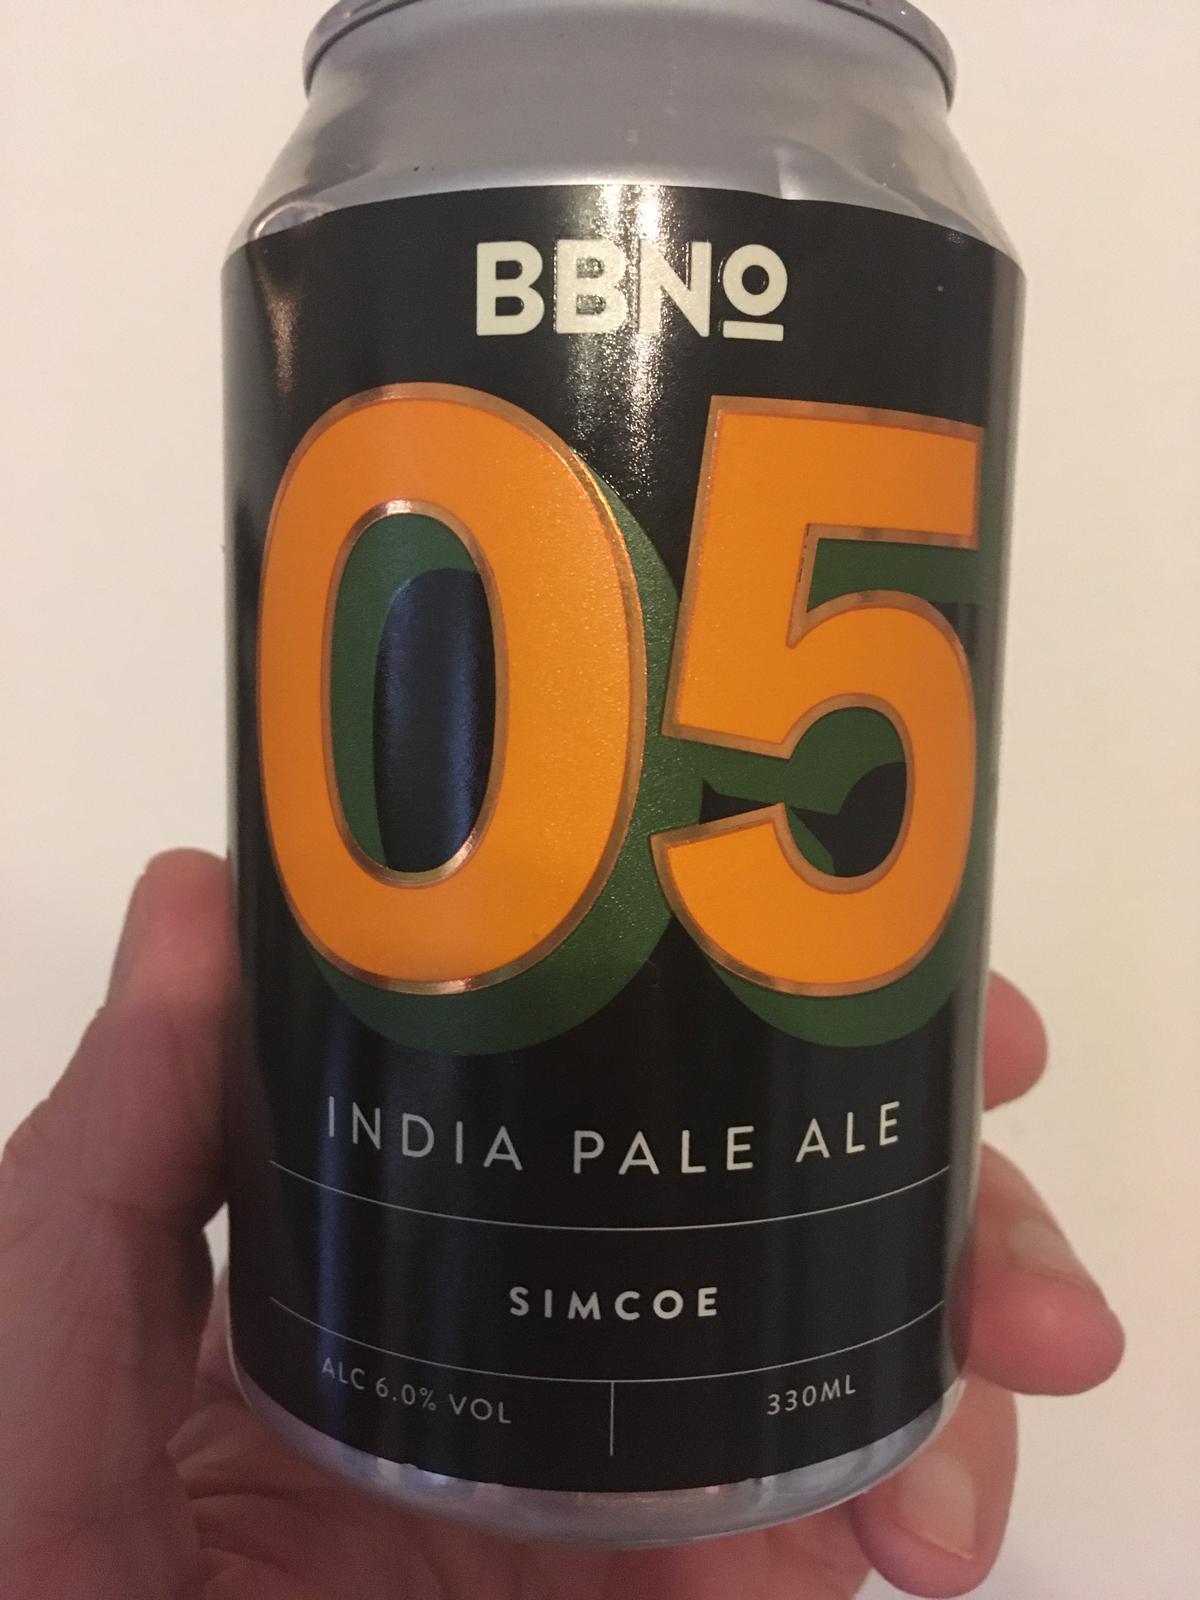 BBNo
05
INDIA PALE ALE
SIMCOE
ALC 6.0% VOL
330ML